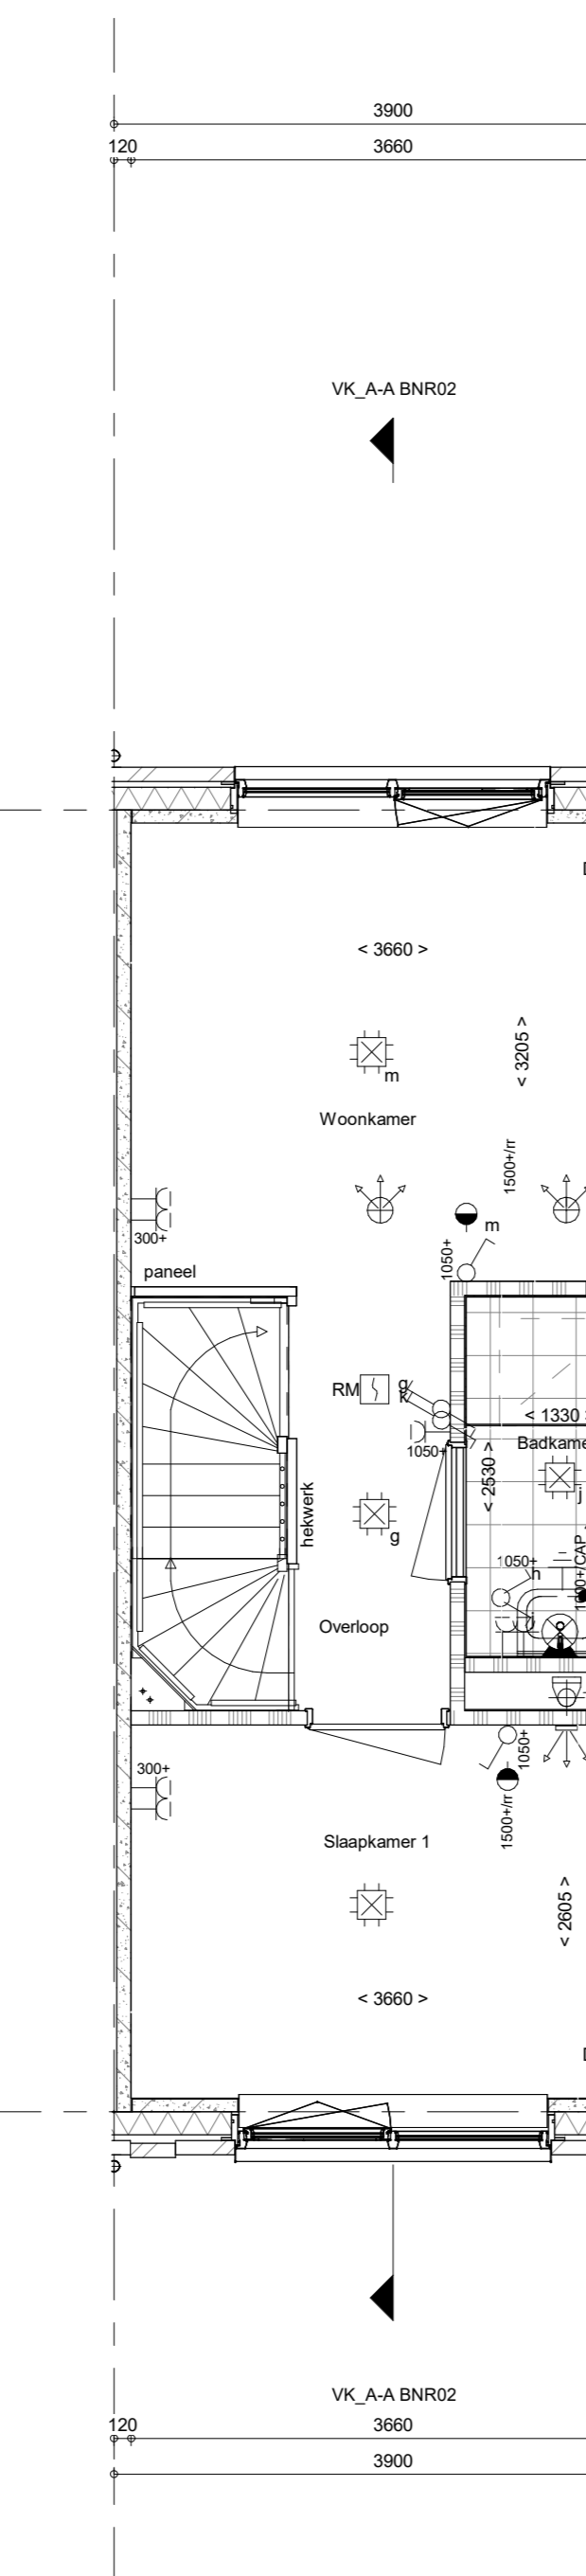 3900
120 3660
VK_A-A BNR02
< 3660 >
< 3205 >
m
Woonkamer
1500+/rr
300+
m
1050+
paneel
RM
g
k
< 1330
1050+
Badkame
< 2530 >
j
hekwerk
g
1050+
h
Overloop
300+
1050+
1500+/rr
Slaapkamer 1
< 2605 >
< 3660 >
VK_A-A BNR02
120 3660
3900